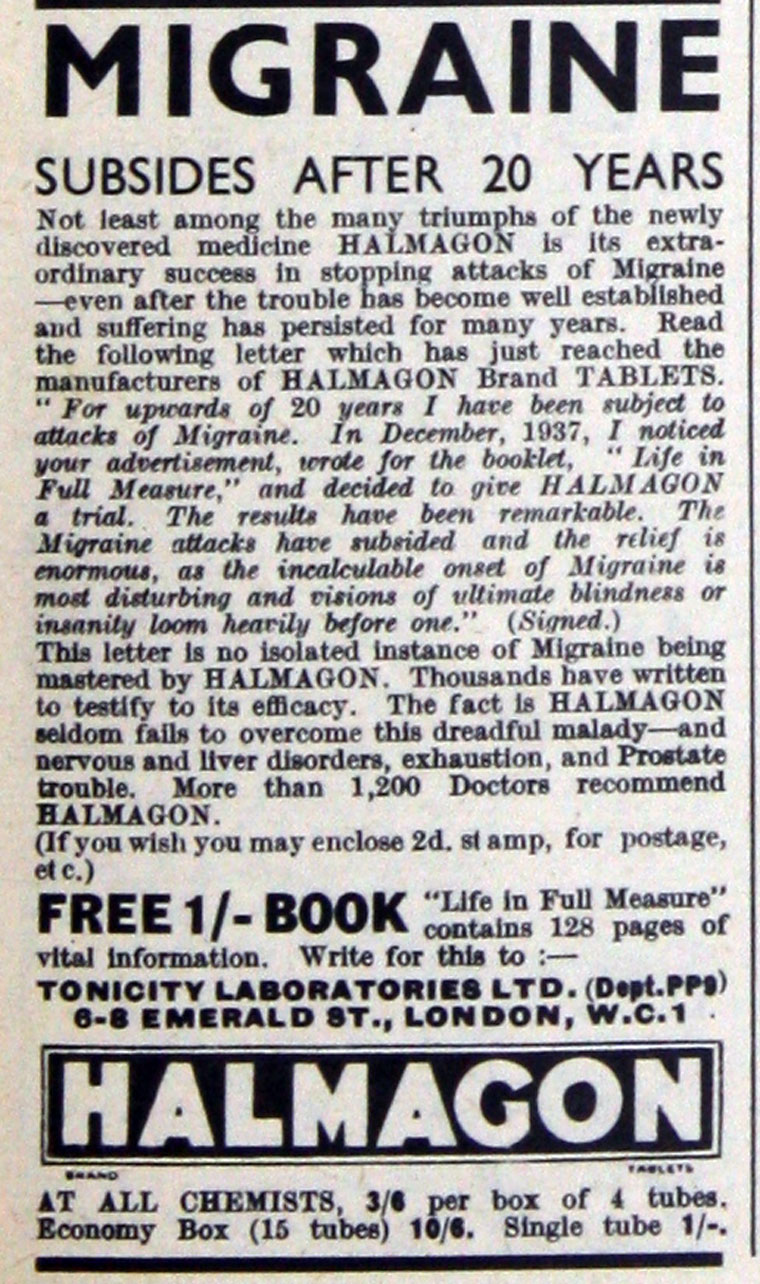 MIGRAINE
SUBSIDES AFTER 20 YEARS
Not least among the many triumphs of the newly
discovered medicine HALMAGON is its extra-
ordinary success in stopping attacks of Migraine
—even after the trouble has become well established
and suffering has persisted for many years. Read
the following letter which has just reached the
manufacturers of HALMAGON Brand TABLETS.
" For upwards of 20 years I have been subject to
attacks of Migraine. In December, 1937, I noticed
your advertisement, wrote for the booklet, " Life in
Full Measure," and decided to give HALMAGON
a trial. The results have been remarkable. The
Migraine attacks have subsided and the relief is
enormous, as the incalculable onset of Migraine is
most disturbing and visions of ultimate blindness or
insanity loom heavily before one." (Signed.)
This letter is no isolated instance of Migraine being
mastered by HALMAGON. Thousands have written
to testify to its efficacy. The fact is HALMAGON
seldom fails to overcome this dreadful malady—and
nervous and liver disorders, exhaustion, and Prostate
trouble. More than 1,200 Doctors recommend
HALMAGON.
(If you wish you may enclose 2d. stamp, for postage,
etc.)
FREE 1/- BOOK "Life in Full Measure"
contains 128 pages of
vital information. Write for this to :—
TONICITY LABORATORIES LTD. (Dept.PP9)
6-8 EMERALD ST., LONDON, W.C.1
HALMAGON
BRAND TABLETS
AT ALL CHEMISTS, 3/6 per box of 4 tubes.
Economy Box (15 tubes) 10/6. Single tube 1/-.